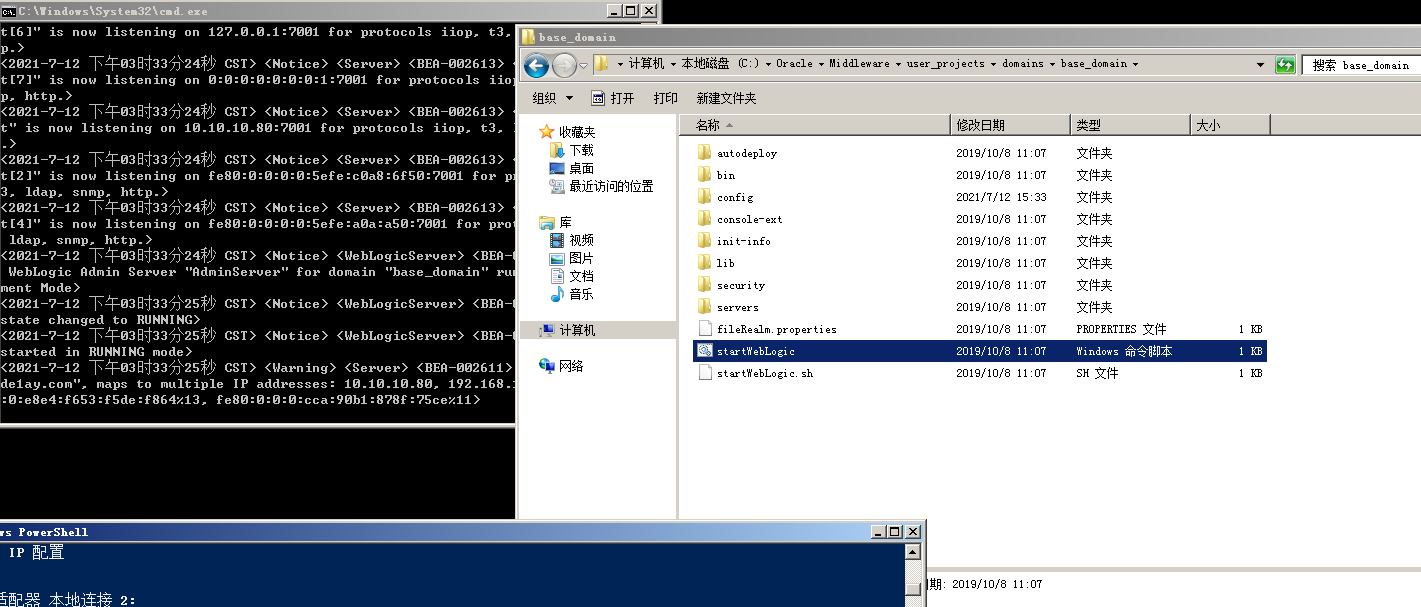 C:\Windows\System32\cmd.exe
t[6]" is now listening on 127.0.0.1:7001 for protocols iiop, t3,
p.>
<2021-7-12 下午03时33分24秒 CST> <Notice> <Server> <BEA-002613> <
t[7]" is now listening on 0:0:0:0:0:0:0:1:7001 for protocols iiop
p, http.>
<2021-7-12 下午03时33分24秒 CST> <Notice> <Server> <BEA-002613> <
t" is now listening on 10.10.10.80:7001 for protocols iiop, t3, l
.>
<2021-7-12 下午03时33分24秒 CST> <Notice> <Server> <BEA-002613> <
t[2]" is now listening on fe80:0:0:0:0:5efe:c0a8:6f50:7001 for pr
3, ldap, snmp, http.>
<2021-7-12 下午03时33分24秒 CST> <Notice> <Server> <BEA-002613> <
t[4]" is now listening on fe80:0:0:0:0:5efe:a0a:a50:7001 for prot
ldap, snmp, http.>
<2021-7-12 下午03时33分24秒 CST> <Notice> <WebLogicServer> <BEA-
WebLogic Admin Server "AdminServer" for domain "base_domain" run
ment Mode>
<2021-7-12 下午03时33分25秒 CST> <Notice> <WebLogicServer> <BEA-0
state changed to RUNNING>
<2021-7-12 下午03时33分25秒 CST> <Notice> <WebLogicServer> <BEA-0
started in RUNNING mode>
<2021-7-12 下午03时33分25秒 CST> <Warning> <Server> <BEA-002611>
de1ay.com", maps to multiple IP addresses: 10.10.10.80, 192.168.1
:0:e8e4:f653:f5de:f864%13, fe80:0:0:0:cca:90b1:878f:75ce%11>
base_domain
计算机 本地磁盘 (C:) Oracle Middleware user_projects domains base_domain
搜索 base_domain
组织 打开 打印 新建文件夹
收藏夹
下载
桌面
最近访问的位置
库
视频
图片
文档
音乐
计算机
网络
名称 修改日期 类型 大小
autodeploy 2019/10/8 11:07 文件夹
bin 2019/10/8 11:07 文件夹
config 2021/7/12 15:33 文件夹
console-ext 2019/10/8 11:07 文件夹
init-info 2019/10/8 11:07 文件夹
lib 2019/10/8 11:07 文件夹
security 2019/10/8 11:07 文件夹
servers 2019/10/8 11:07 文件夹
fileRealm.properties 2019/10/8 11:07 PROPERTIES 文件 1 KB
startWebLogic 2019/10/8 11:07 Windows 命令脚本 1 KB
startWebLogic.sh 2019/10/8 11:07 SH 文件 1 KB
期: 2019/10/8 11:07
ws PowerShell
IP 配置
适配器 本地连接 2: